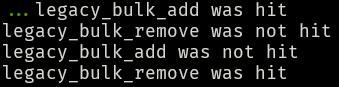 ...legacy_bulk_add was hit
legacy_bulk_remove was not hit
legacy_bulk_add was not hit
legacy_bulk_remove was hit